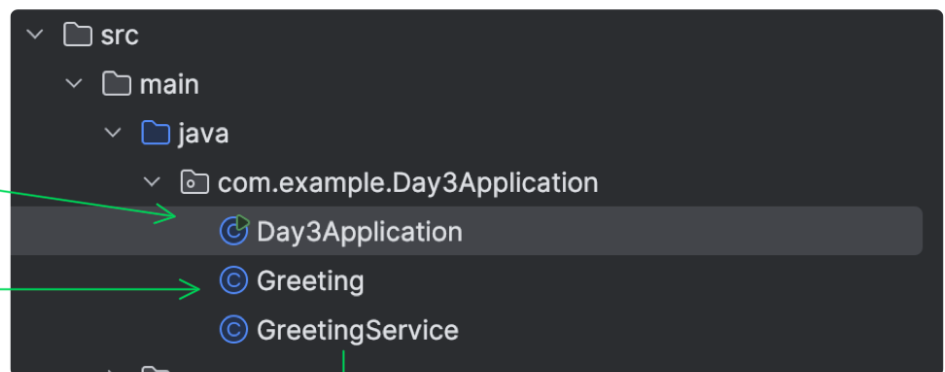 src
main
java
com.example.Day3Application
Day3Application
Greeting
GreetingService